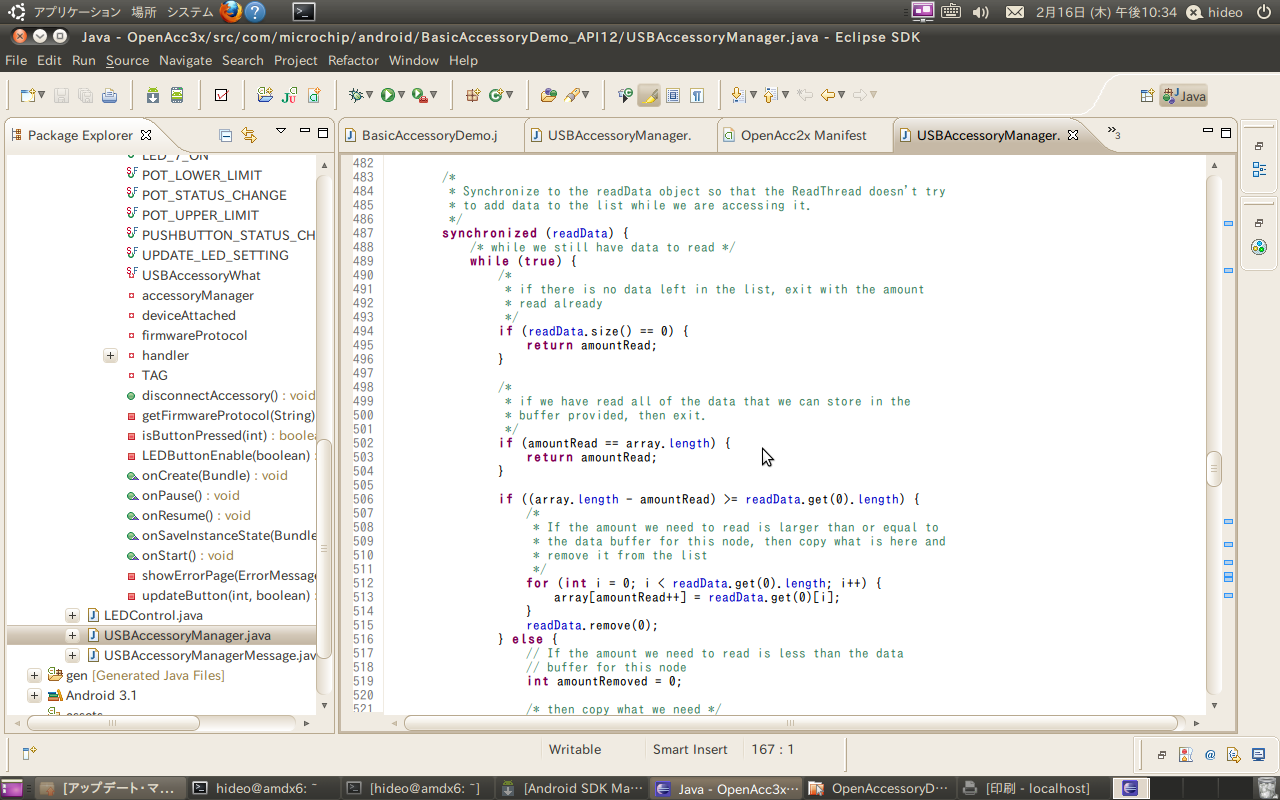 アプリケーション 場所 システム 2月16日 (木) 午後10:34 hideo
Java - OpenAcc3x/src/com/microchip/android/BasicAccessoryDemo_API12/USBAccessoryManager.java - Eclipse SDK
File Edit Run Source Navigate Search Project Refactor Navigate Window Help
Java
Package Explorer
BasicAccessoryDemo.j USBAccessoryManager. OpenAcc2x Manifest USBAccessoryManager. »3
LED_7_ON
POT_LOWER_LIMIT
POT_STATUS_CHANGE
POT_UPPER_LIMIT
PUSHBUTTON_STATUS_CH
UPDATE_LED_SETTING
USBAccessoryWhat
accessoryManager
deviceAttached
firmwareProtocol
handler
TAG
disconnectAccessory() : void
getFirmwareProtocol(String)
isButtonPressed(int) : boolea
LEDButtonEnable(boolean) :
onCreate(Bundle) : void
onPause() : void
onResume() : void
onSaveInstanceState(Bundle
onStart() : void
showErrorPage(ErrorMessage
updateButton(int, boolean) :
LEDControl.java
USBAccessoryManager.java
USBAccessoryManagerMessage.jav
gen [Generated Java Files]
Android 3.1
assets
482
483 /*
484 * Synchronize to the readData object so that the ReadThread doesn't try
485 * to add data to the list while we are accessing it.
486 */
487 synchronized (readData) {
488 /* while we still have data to read */
489 while (true) {
490 /*
491 * if there is no data left in the list, exit with the amount
492 * read already
493 */
494 if (readData.size() == 0) {
495 return amountRead;
496 }
497
498 /*
499 * if we have read all of the data that we can store in the
500 * buffer provided, then exit.
501 */
502 if (amountRead == array.length) {
503 return amountRead;
504 }
505
506 if ((array.length - amountRead) >= readData.get(0).length) {
507 /*
508 * If the amount we need to read is larger than or equal to
509 * the data buffer for this node, then copy what is here and
510 * remove it from the list
511 */
512 for (int i = 0; i < readData.get(0).length; i++) {
513 array[amountRead++] = readData.get(0)[i];
514 }
515 readData.remove(0);
516 } else {
517 // If the amount we need to read is less than the data
518 // buffer for this node
519 int amountRemoved = 0;
520
521 /* then copy what we need */
Writable Smart Insert 167 : 1
[アップデート・マ... hideo@amdx6: ~ [hideo@amdx6: ~] [Android SDK Ma... Java - OpenAcc3x... OpenAccessoryD... [印刷 - localhost]